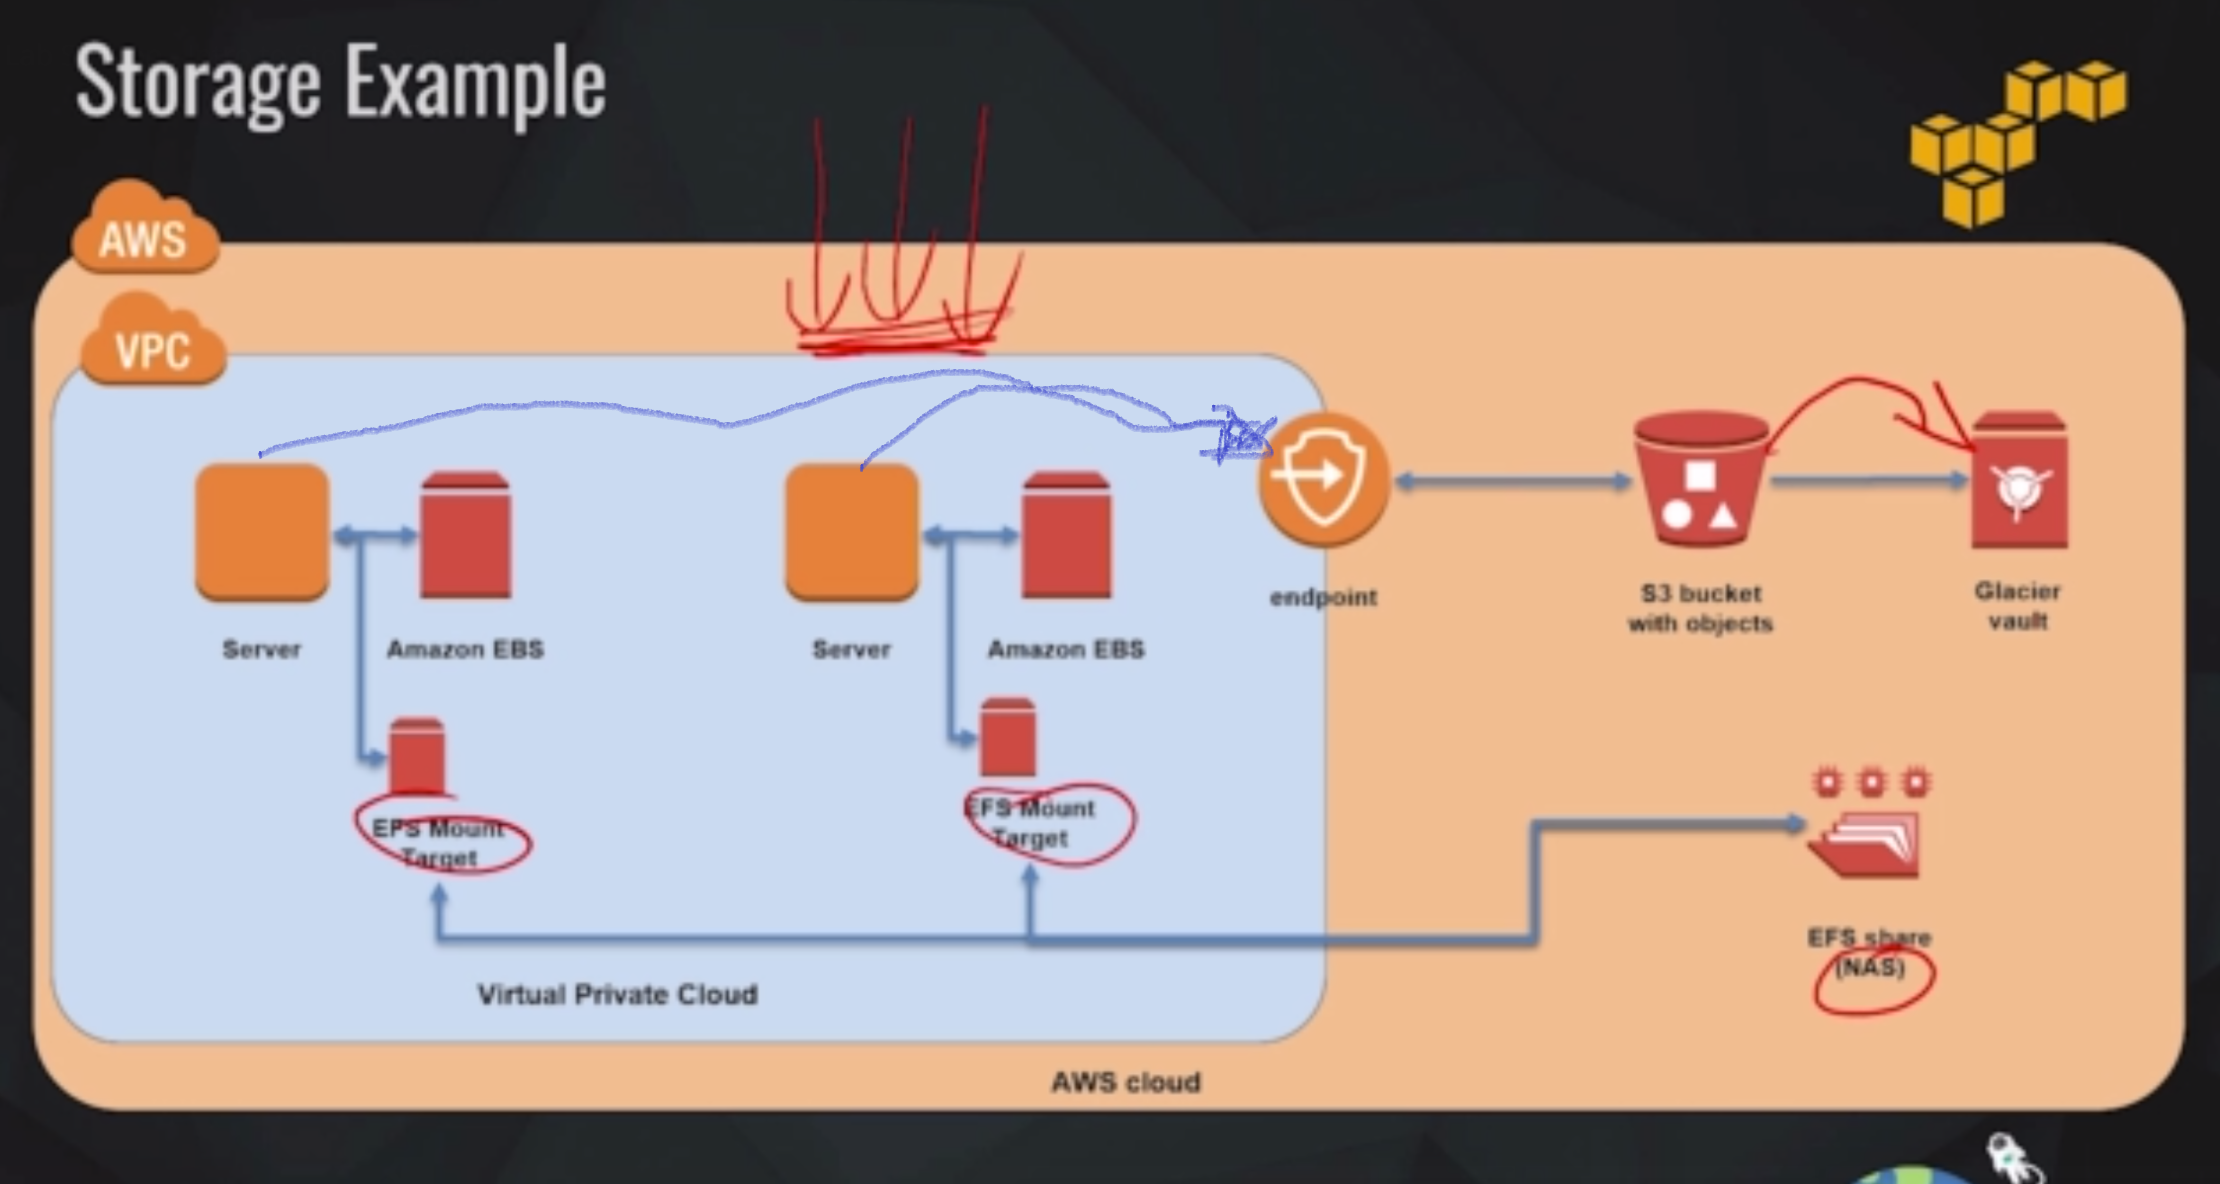 Storage Example
AWS
VPC
Server
Amazon EBS
Server
Amazon EBS
endpoint
S3 bucket
with objects
Glacier
vault
EFS Mount
Target
EFS Mount
Target
EFS share
(NAS)
Virtual Private Cloud
AWS cloud